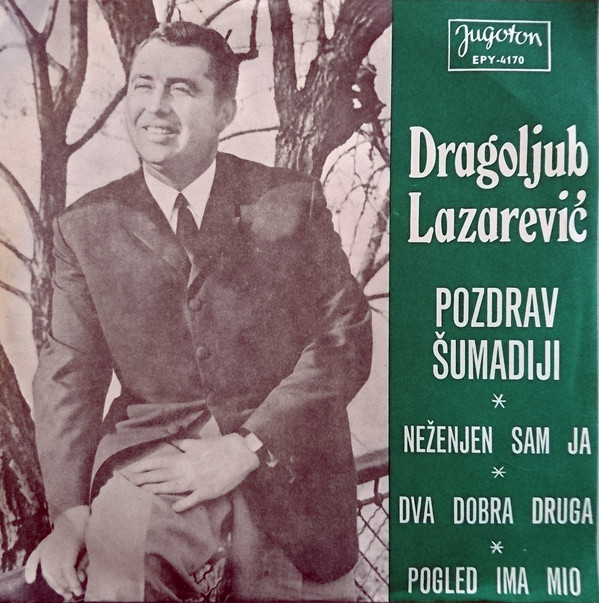 Jugoton
EPY-4170
Dragoljub
Lazarević
POZDRAV
ŠUMADIJI
*
NEŽENJEN SAM JA
*
DVA DOBRA DRUGA
*
POGLED IMA MIO